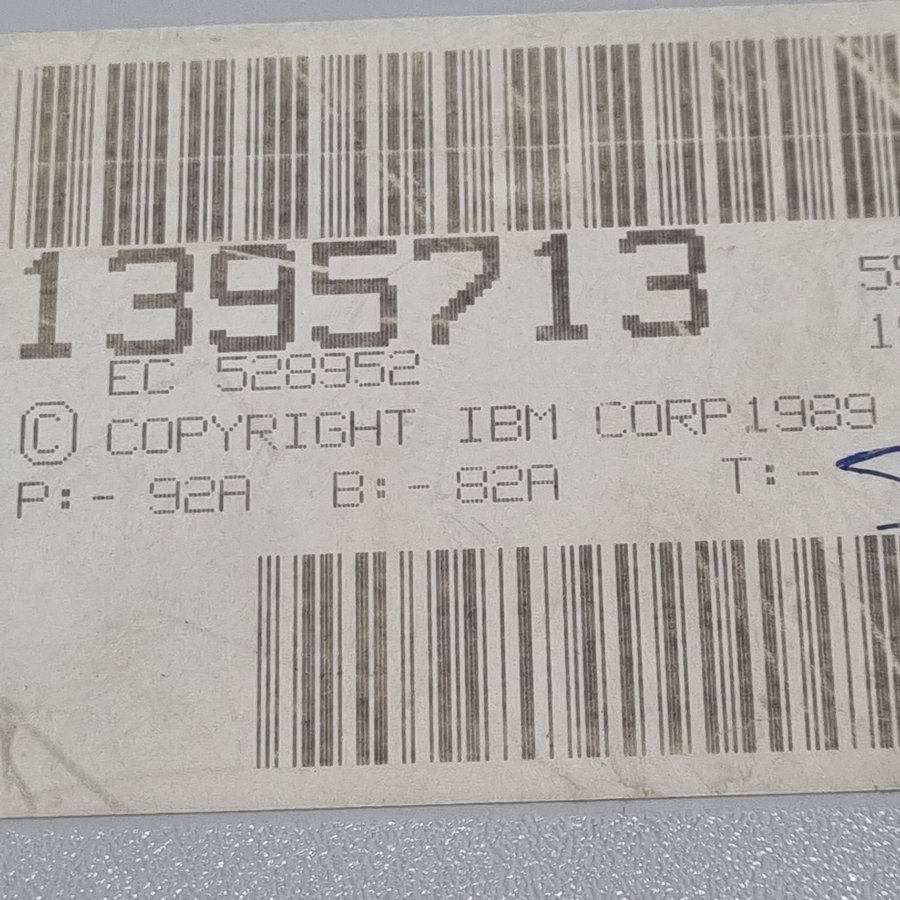 1395713
EC 528952
© COPYRIGHT IBM CORP 1989
P:- 92A B:- 82A T:-